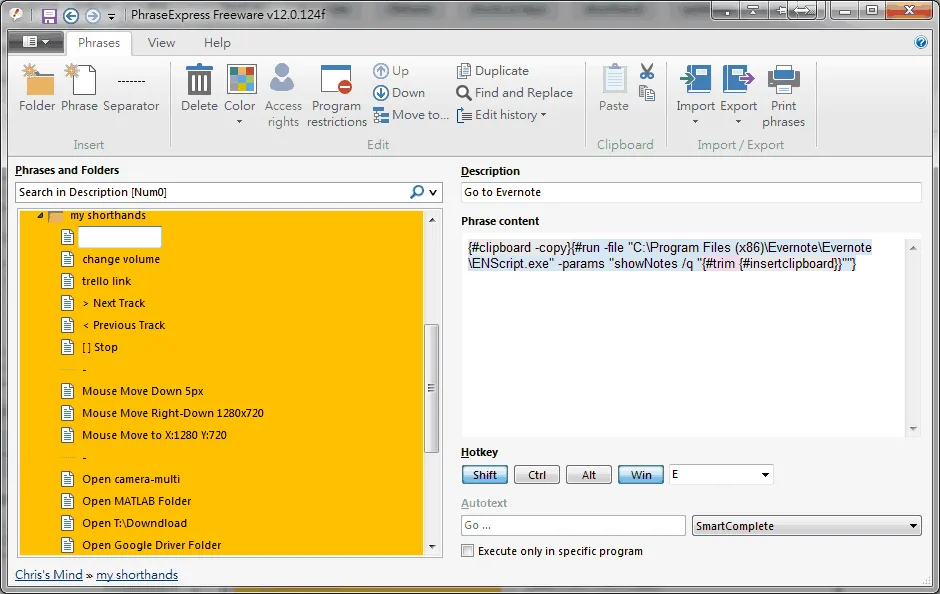 PhraseExpress Freeware v12.0.124f
Phrases View Help
Folder Phrase Separator
Insert
Delete Color Access rights Program restrictions
Up
Down
Move to...
Duplicate
Find and Replace
Edit history
Edit
Paste
Clipboard
Import Export Print phrases
Import / Export
Phrases and Folders
Search in Description [Num0]
my shorthands
change volume
trello link
> Next Track
< Previous Track
[ ] Stop
-
Mouse Move Down 5px
Mouse Move Right-Down 1280x720
Mouse Move to X:1280 Y:720
-
Open camera-multi
Open MATLAB Folder
Open T:\Downdload
Open Google Driver Folder
Chris's Mind » my shorthands
Description
Go to Evernote
Phrase content
{#clipboard -copy}{#run -file "C:\Program Files (x86)\Evernote\Evernote
\ENScript.exe" -params "showNotes /q "{#trim {#insertclipboard}}""}
Hotkey
Shift Ctrl Alt Win E
Autotext
Go ... SmartComplete
Execute only in specific program